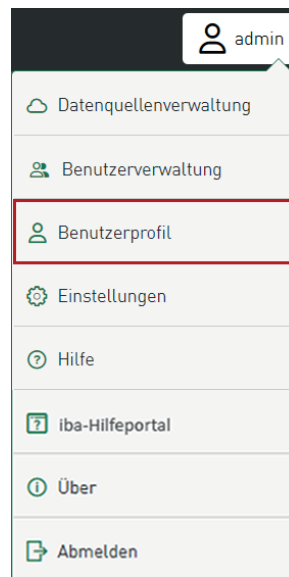 admin
Datenquellenverwaltung
Benutzerverwaltung
Benutzerprofil
Einstellungen
Hilfe
iba-Hilfeportal
Über
Abmelden